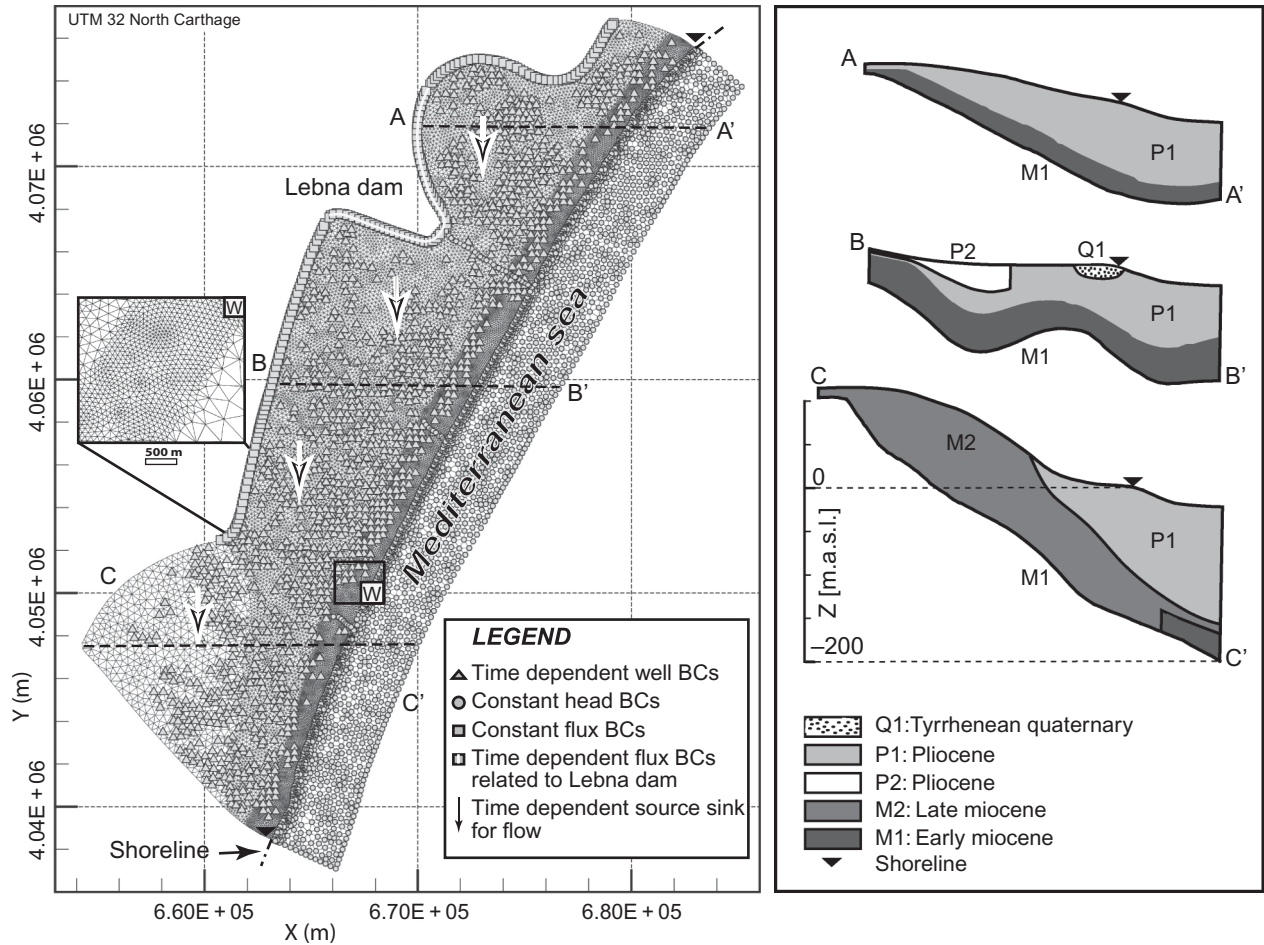 UTM 32 North Carthage
A
A'
Lebna dam
B
B'
W
500 m
Mediterranean sea
C
W
C'
LEGEND
Time dependent well BCs
Constant head BCs
Constant flux BCs
Time dependent flux BCs
related to Lebna dam
Time dependent source sink
for flow
Shoreline
4.07E + 06
4.06E + 06
4.05E + 06
4.04E + 06
Y (m)
6.60E + 05
6.70E + 05
6.80E + 05
X (m)
A
P1
M1
A'
B
P2
Q1
P1
M1
B'
C
M2
0
P1
M1
Z [m.a.s.l.]
–200
C'
Q1:Tyrrhenean quaternary
P1: Pliocene
P2: Pliocene
M2: Late miocene
M1: Early miocene
Shoreline